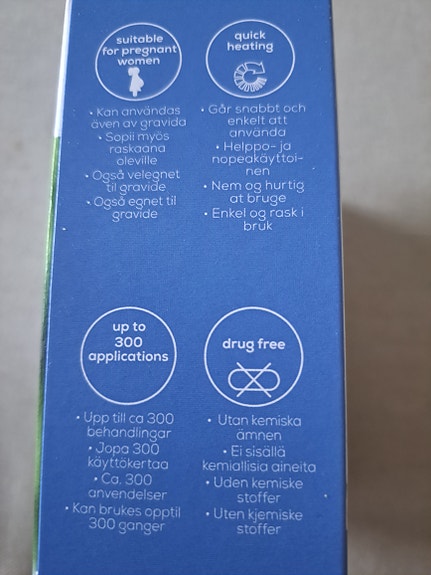 suitable
for pregnant
women
• Kan användas
även av gravida
• Sopii myös
raskaana
oleville
• Også velegnet
til gravide
• Også egnet til
gravide
quick
heating
• Går snabbt och
enkelt att
använda
• Helppo- ja
nopeakäyttoi-
nen
• Nem og hurtig
at bruge
• Enkel og rask i
bruk
up to
300
applications
• Upp till ca 300
behandlingar
• Jopa 300
käyttökertaa
• Ca. 300
anvendelser
• Kan brukes opptil
300 ganger
drug free
• Utan kemiska
ämnen
• Ei sisällä
kemiallisia aineita
• Uden kemiske
stoffer
• Uten kjemiske
stoffer